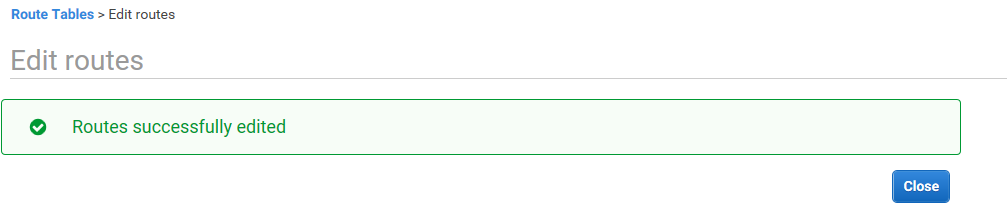 Route Tables > Edit routes
Edit routes
Routes successfully edited
Close